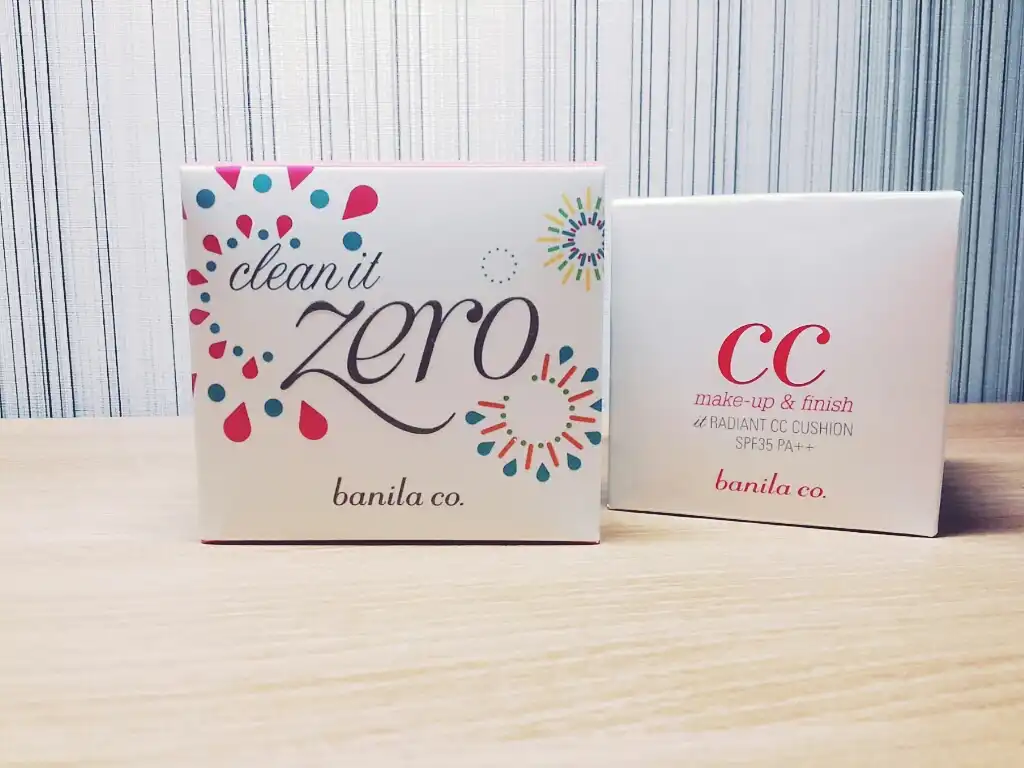 clean it
zero
banila co.
CC
make-up & finish
it RADIANT CC CUSHION
SPF35 PA++
banila co.